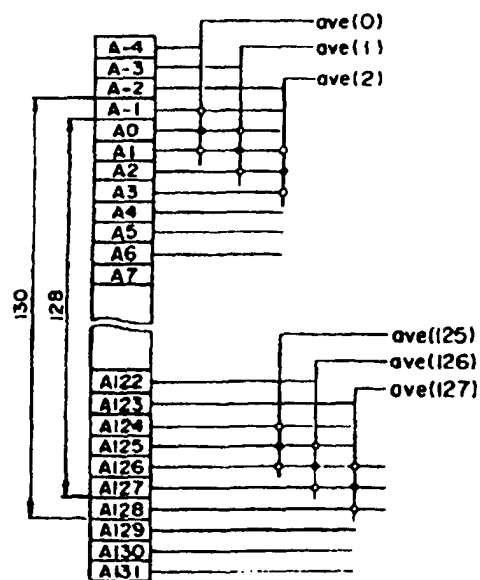 ave(0)
ave(1)
ave(2)
A-4
A-3
A-2
A-1
A0
A1
A2
A3
A4
A5
A6
A7
130
128
ave(125)
ave(126)
ave(127)
A122
A123
A124
A125
A126
A127
A128
A129
A130
A131